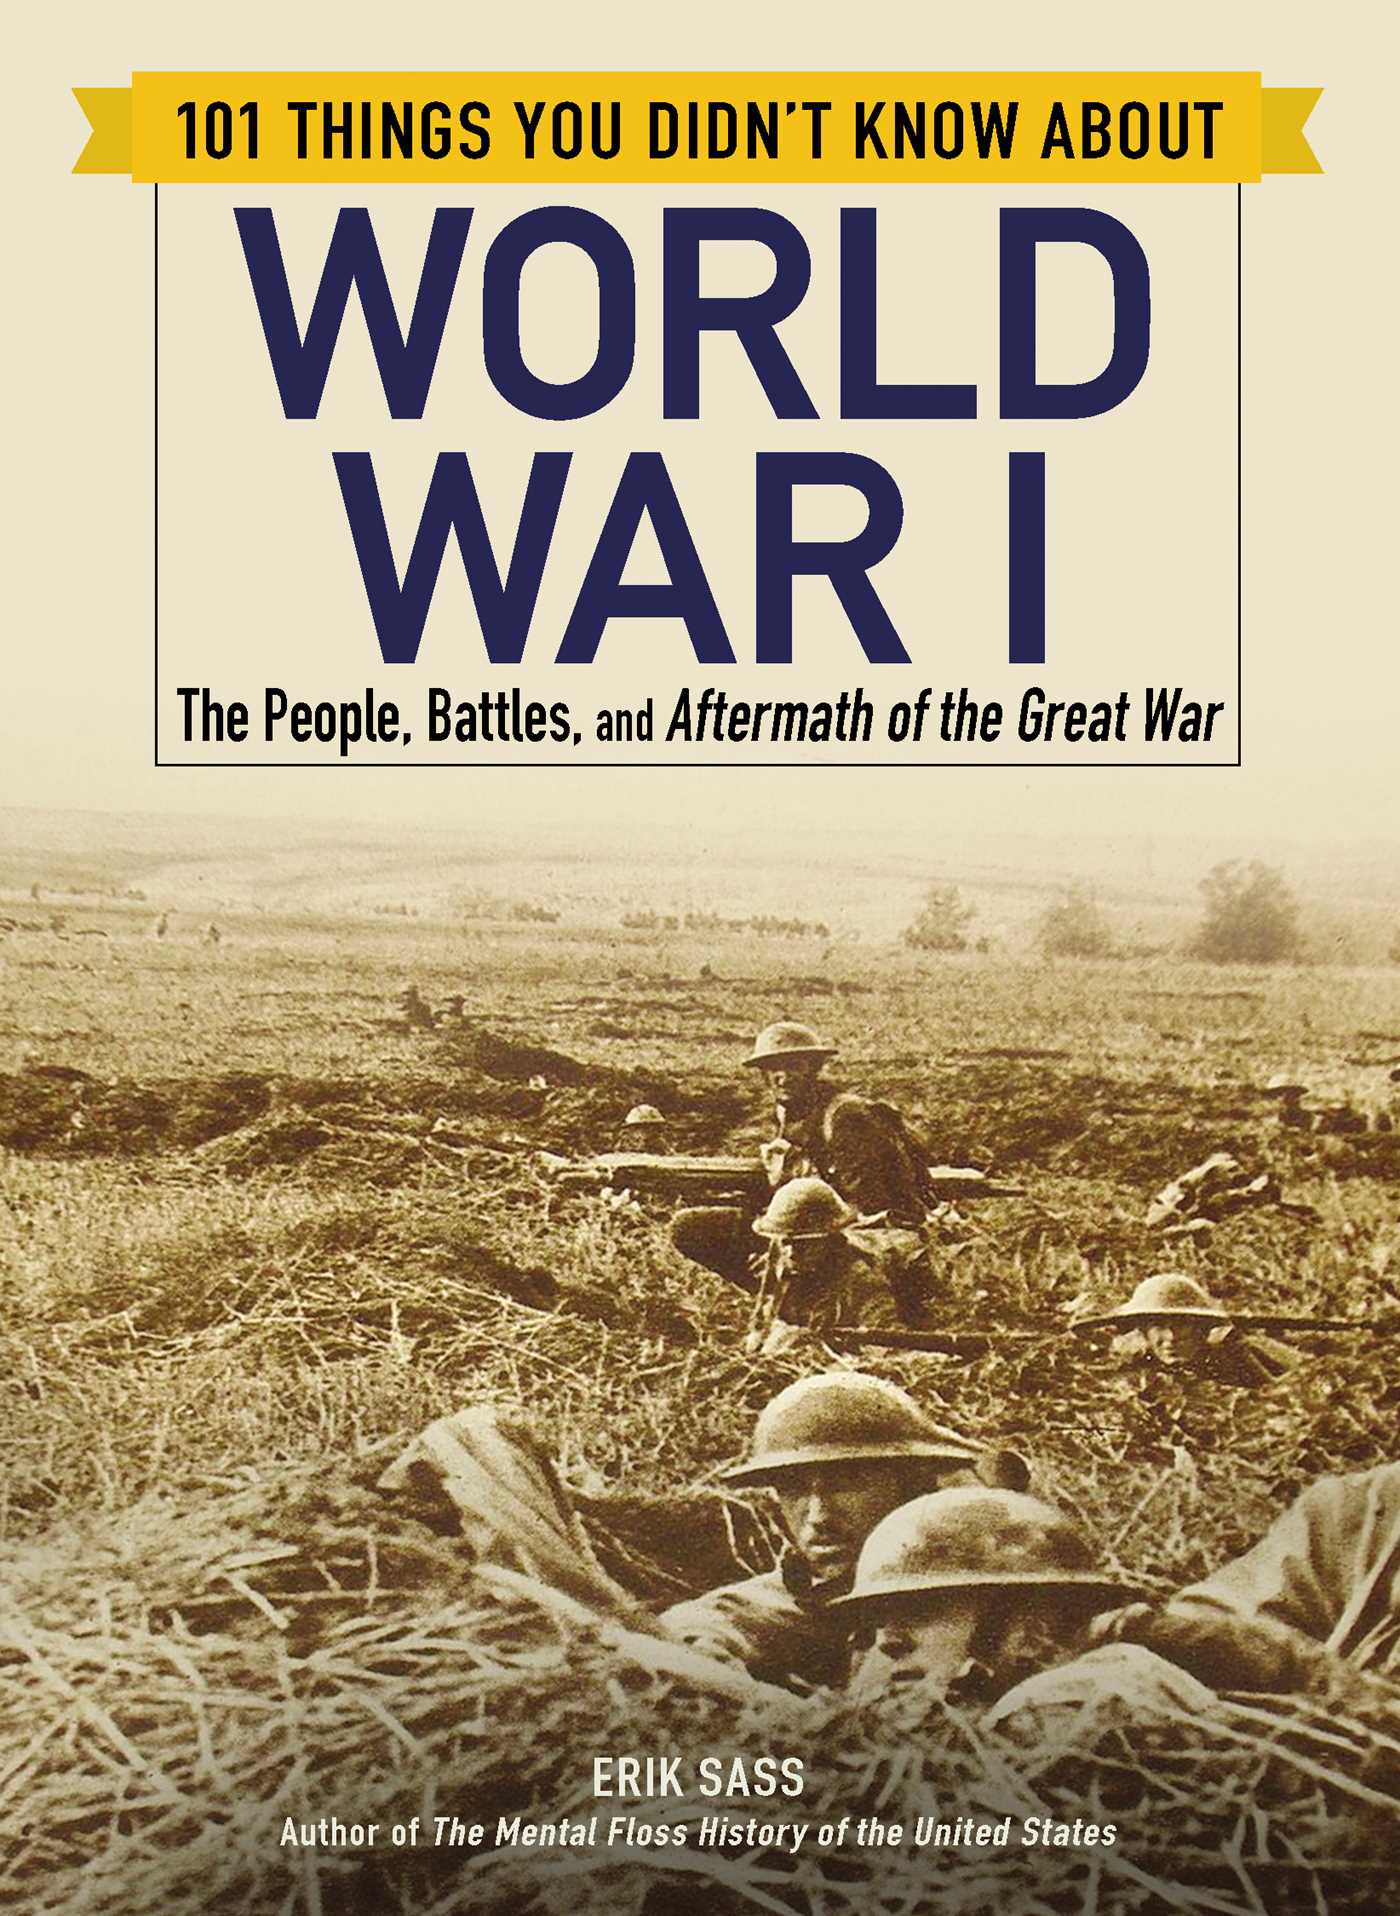 101 THINGS YOU DIDN'T KNOW ABOUT
WORLD
WAR I
The People, Battles, and Aftermath of the Great War
ERIK SASS
Author of The Mental Floss History of the United States